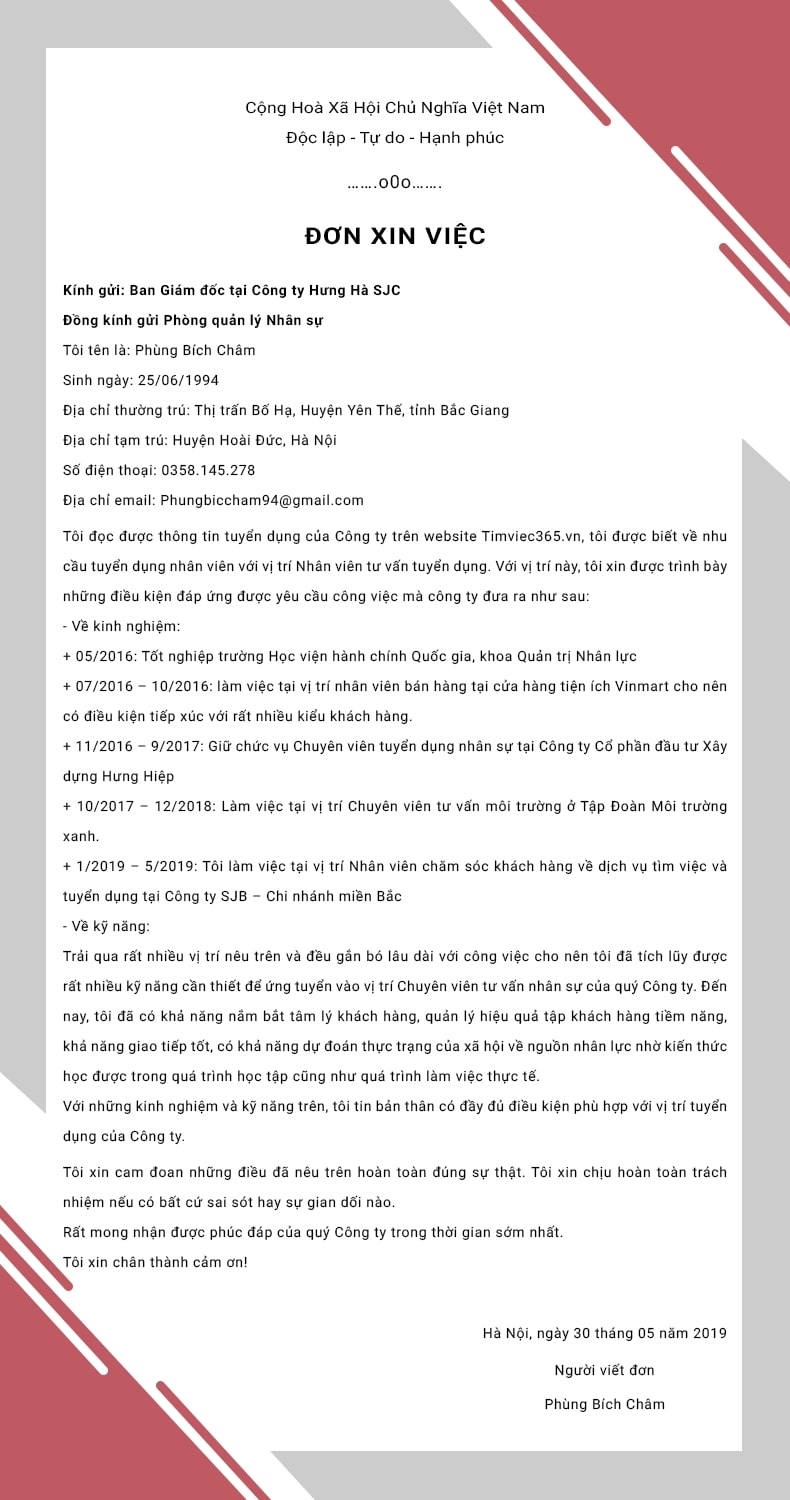 Cộng Hoà Xã Hội Chủ Nghĩa Việt Nam
Độc lập - Tự do - Hạnh phúc
…….o0o…….
ĐƠN XIN VIỆC
Kính gửi: Ban Giám đốc tại Công ty Hưng Hà SJC
Đồng kính gửi Phòng quản lý Nhân sự
Tôi tên là: Phùng Bích Châm
Sinh ngày: 25/06/1994
Địa chỉ thường trú: Thị trấn Bố Hạ, Huyện Yên Thế, tỉnh Bắc Giang
Địa chỉ tạm trú: Huyện Hoài Đức, Hà Nội
Số điện thoại: 0358.145.278
Địa chỉ email: Phungbiccham94@gmail.com
Tôi đọc được thông tin tuyển dụng của Công ty trên website Timviec365.vn, tôi được biết về nhu
cầu tuyển dụng nhân viên với vị trí Nhân viên tư vấn tuyển dụng. Với vị trí này, tôi xin được trình bày
những điều kiện đáp ứng được yêu cầu công việc mà công ty đưa ra như sau:
- Về kinh nghiệm:
+ 05/2016: Tốt nghiệp trường Học viện hành chính Quốc gia, khoa Quản trị Nhân lực
+ 07/2016 – 10/2016: làm việc tại vị trí nhân viên bán hàng tại cửa hàng tiện ích Vinmart cho nên
có điều kiện tiếp xúc với rất nhiều kiểu khách hàng.
+ 11/2016 – 9/2017: Giữ chức vụ Chuyên viên tuyển dụng nhân sự tại Công ty Cổ phần đầu tư Xây
dựng Hưng Hiệp
+ 10/2017 – 12/2018: Làm việc tại vị trí Chuyên viên tư vấn môi trường ở Tập Đoàn Môi trường
xanh.
+ 1/2019 – 5/2019: Tôi làm việc tại vị trí Nhân viên chăm sóc khách hàng về dịch vụ tìm việc và
tuyển dụng tại Công ty SJB – Chi nhánh miền Bắc
- Về kỹ năng:
Trải qua rất nhiều vị trí nêu trên và đều gắn bó lâu dài với công việc cho nên tôi đã tích lũy được
rất nhiều kỹ năng cần thiết để ứng tuyển vào vị trí Chuyên viên tư vấn nhân sự của quý Công ty. Đến
nay, tôi đã có khả năng nắm bắt tâm lý khách hàng, quản lý hiệu quả tập khách hàng tiềm năng,
khả năng giao tiếp tốt, có khả năng dự đoán thực trạng của xã hội về nguồn nhân lực nhờ kiến thức
học được trong quá trình học tập cũng như quá trình làm việc thực tế.
Với những kinh nghiệm và kỹ năng trên, tôi tin bản thân có đầy đủ điều kiện phù hợp với vị trí tuyển
dụng của Công ty.
Tôi xin cam đoan những điều đã nêu trên hoàn toàn đúng sự thật. Tôi xin chịu hoàn toàn trách
nhiệm nếu có bất cứ sai sót hay sự gian dối nào.
Rất mong nhận được phúc đáp của quý Công ty trong thời gian sớm nhất.
Tôi xin chân thành cảm ơn!
Hà Nội, ngày 30 tháng 05 năm 2019
Người viết đơn
Phùng Bích Châm